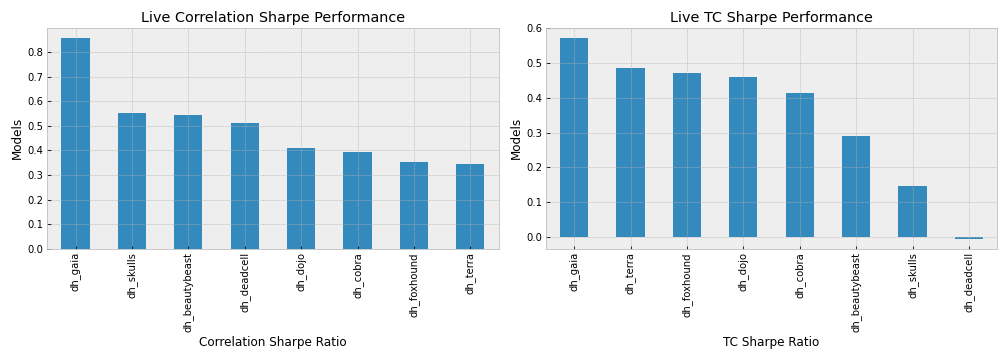 Live Correlation Sharpe Performance
Models
0.8
0.7
0.6
0.5
0.4
0.3
0.2
0.1
0.0
dh_gaia
dh_skulls
dh_beautybeast
dh_deadcell
dh_dojo
dh_cobra
dh_foxhound
dh_terra
Correlation Sharpe Ratio
Live TC Sharpe Performance
Models
0.6
0.5
0.4
0.3
0.2
0.1
0.0
dh_gaia
dh_terra
dh_foxhound
dh_dojo
dh_cobra
dh_beautybeast
dh_skulls
dh_deadcell
TC Sharpe Ratio